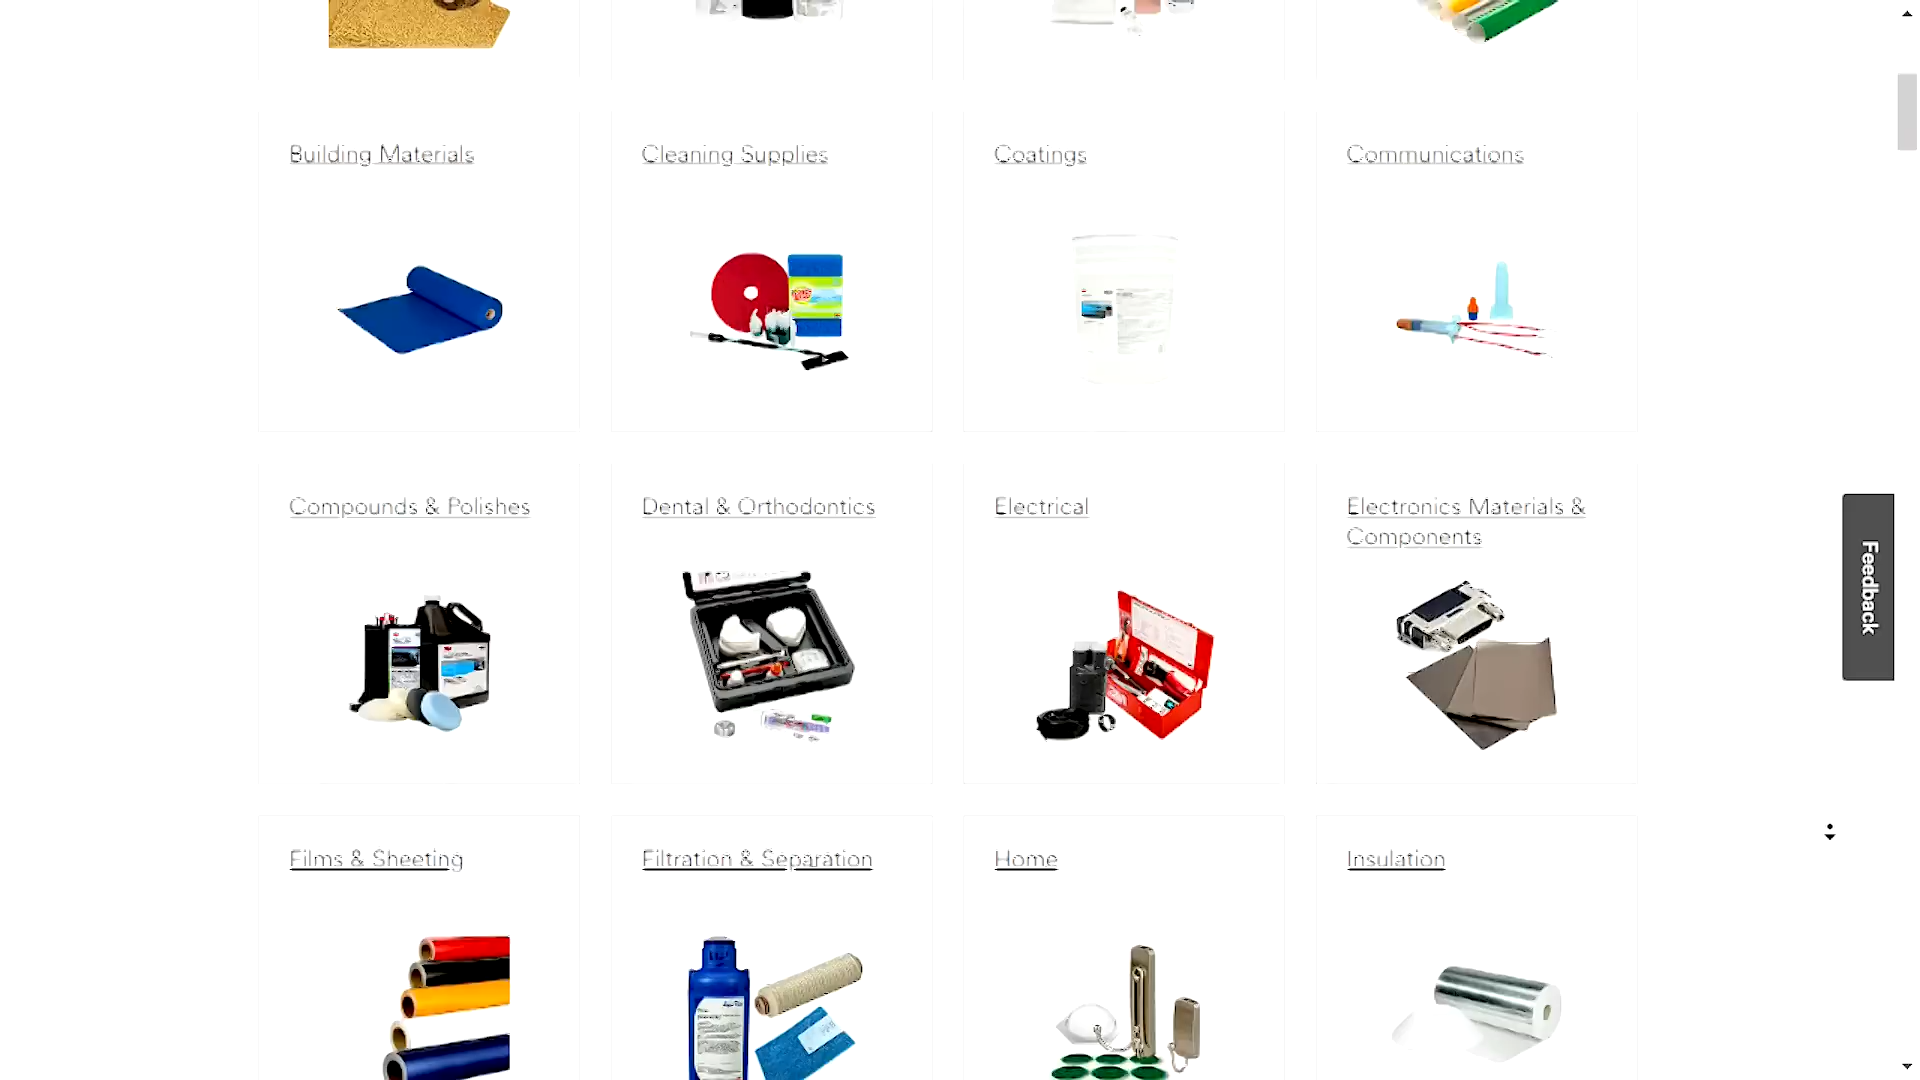 Building Materials
Cleaning Supplies
Coatings
Communications
Compounds & Polishes
Dental & Orthodontics
Electrical
Electronics Materials &
Components
Feedback
Films & Sheeting
Filtration & Separation
Home
Insulation